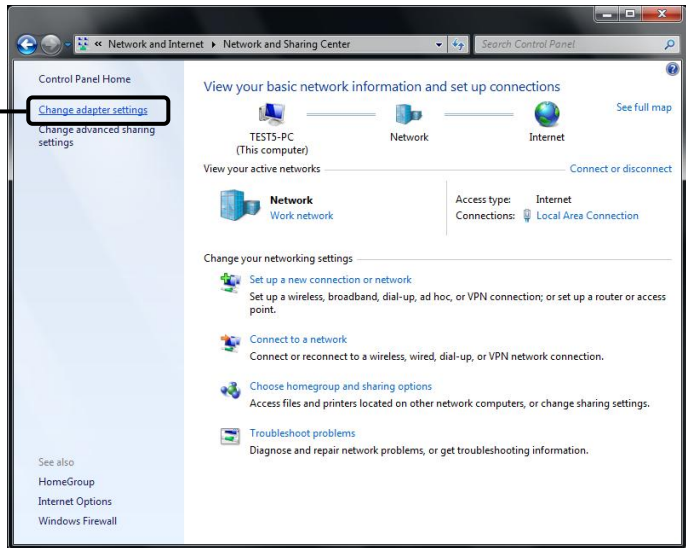 « Network and Internet ▸ Network and Sharing Center
Search Control Panel
Control Panel Home
Change adapter settings
Change advanced sharing
settings
See also
HomeGroup
Internet Options
Windows Firewall
View your basic network information and set up connections
See full map
TEST5-PC
(This computer)
Network
Internet
View your active networks
Connect or disconnect
Network
Work network
Access type: Internet
Connections: Local Area Connection
Change your networking settings
Set up a new connection or network
Set up a wireless, broadband, dial-up, ad hoc, or VPN connection; or set up a router or access
point.
Connect to a network
Connect or reconnect to a wireless, wired, dial-up, or VPN network connection.
Choose homegroup and sharing options
Access files and printers located on other network computers, or change sharing settings.
Troubleshoot problems
Diagnose and repair network problems, or get troubleshooting information.